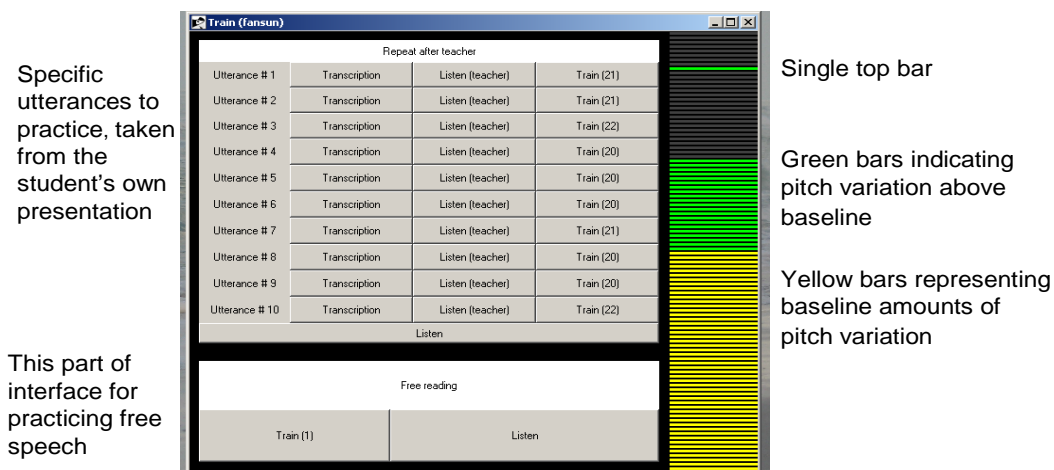 Train (fansun)
Repeat after teacher
Utterance # 1 Transcription Listen (teacher) Train (21)
Utterance # 2 Transcription Listen (teacher) Train (21)
Utterance # 3 Transcription Listen (teacher) Train (22)
Utterance # 4 Transcription Listen (teacher) Train (20)
Utterance # 5 Transcription Listen (teacher) Train (20)
Utterance # 6 Transcription Listen (teacher) Train (20)
Utterance # 7 Transcription Listen (teacher) Train (21)
Utterance # 8 Transcription Listen (teacher) Train (20)
Utterance # 9 Transcription Listen (teacher) Train (20)
Utterance # 10 Transcription Listen (teacher) Train (22)
Listen
Free reading
Train (1) Listen
Specific
utterances to
practice, taken
from the
student's own
presentation
This part of
interface for
practicing free
speech
Single top bar
Green bars indicating
pitch variation above
baseline
Yellow bars representing
baseline amounts of
pitch variation